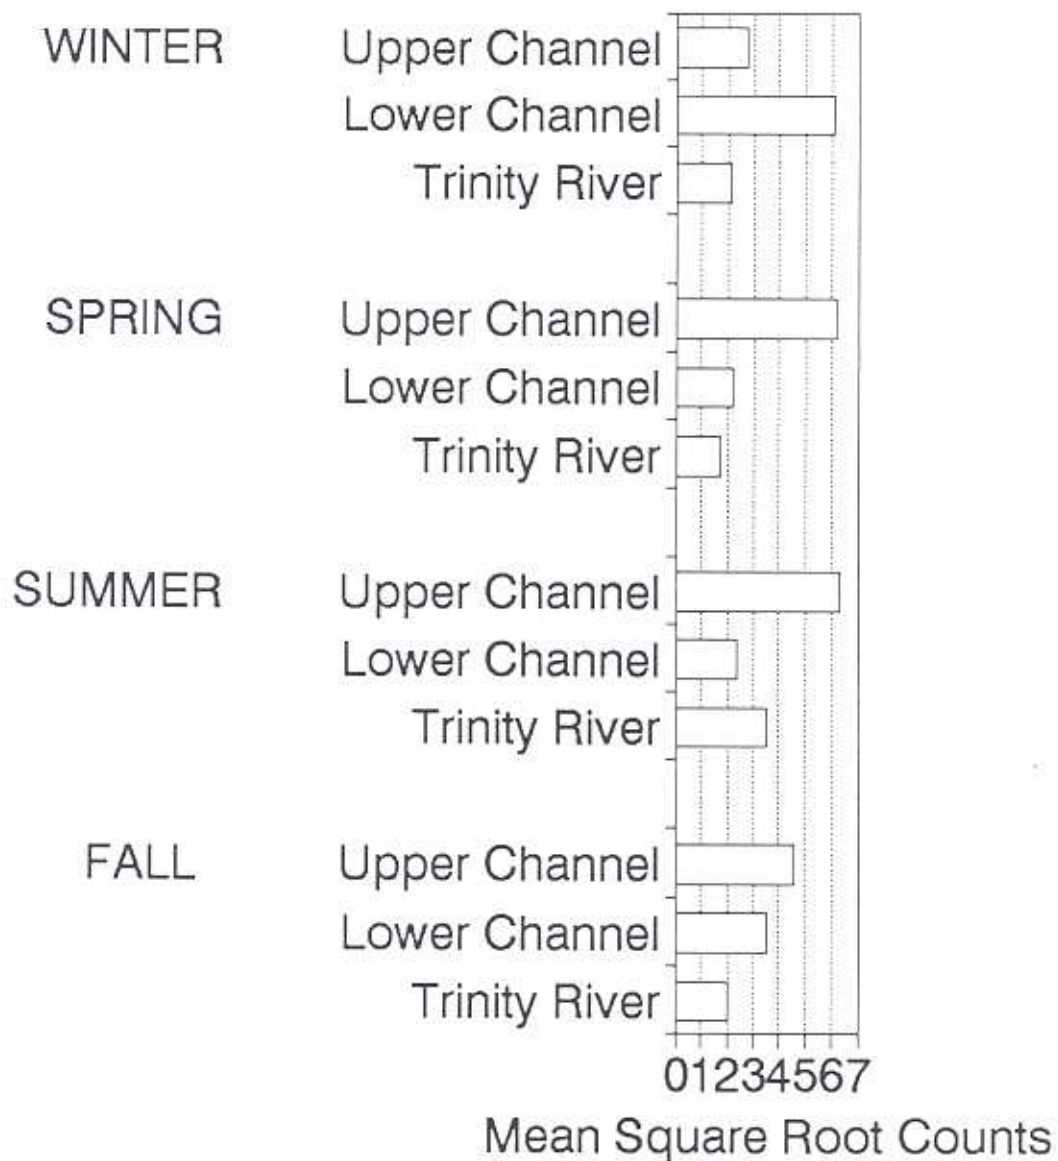 WINTER Upper Channel
Lower Channel
Trinity River
SPRING Upper Channel
Lower Channel
Trinity River
SUMMER Upper Channel
Lower Channel
Trinity River
FALL Upper Channel
Lower Channel
Trinity River
01234567
Mean Square Root Counts